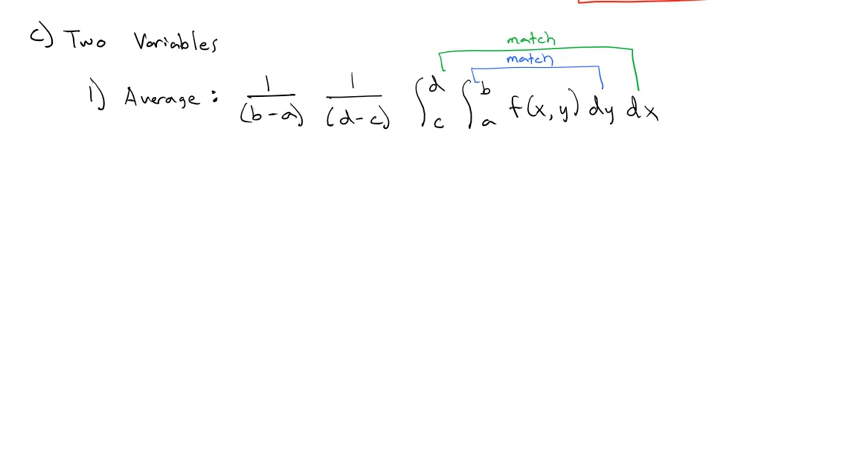 c) Two Variables
match
match
1) Average: 1/(b-a) 1/(d-c) ∫_c^d ∫_a^b f(x,y) dy dx